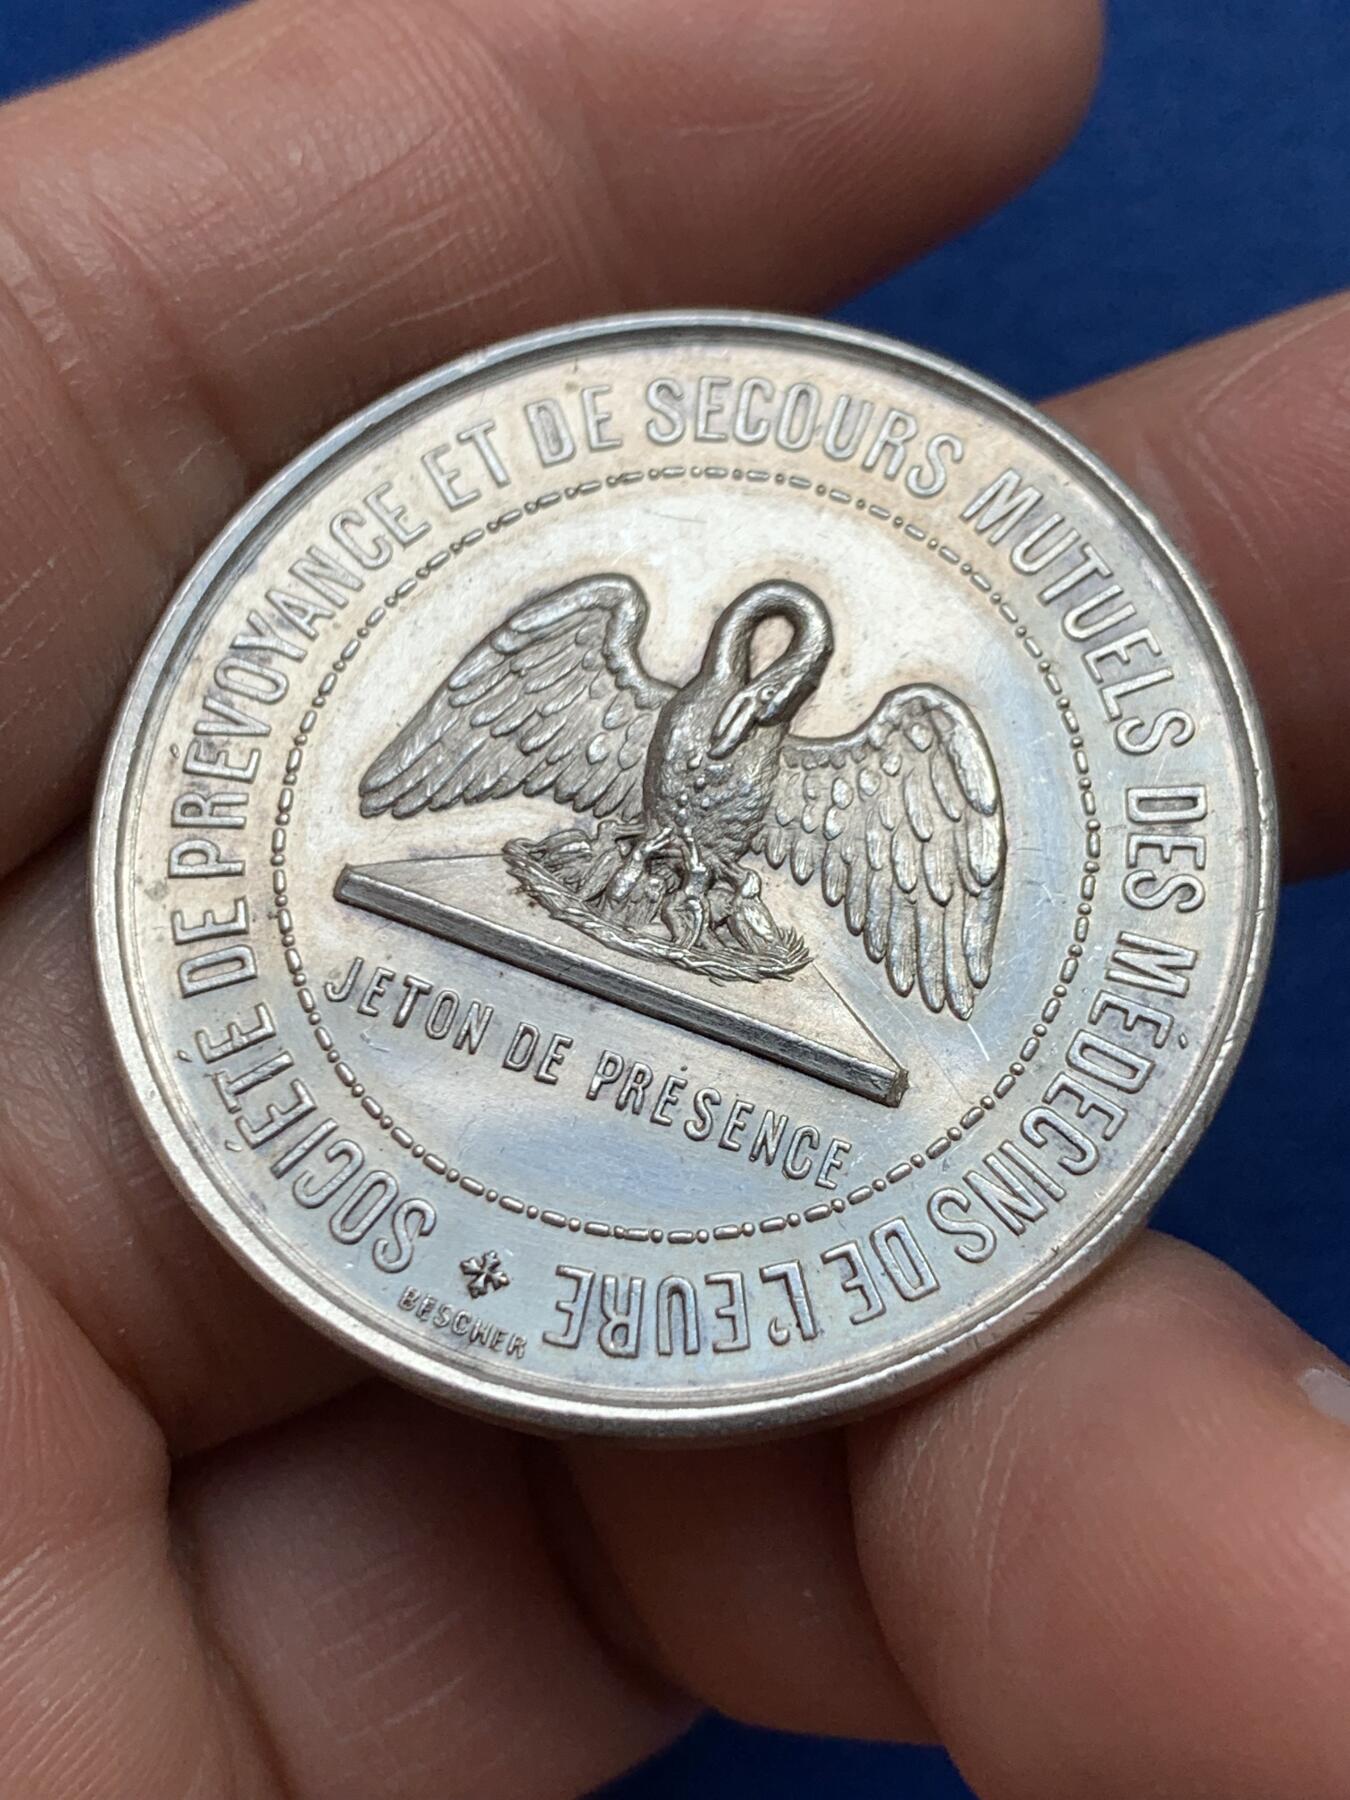 SOCIÉTÉ DE PRÉVOYANCE ET DE SECOURS MUTUELS DES MÉDECINS DE L'EURE
JETON DE PRÉSENCE
BESCHER